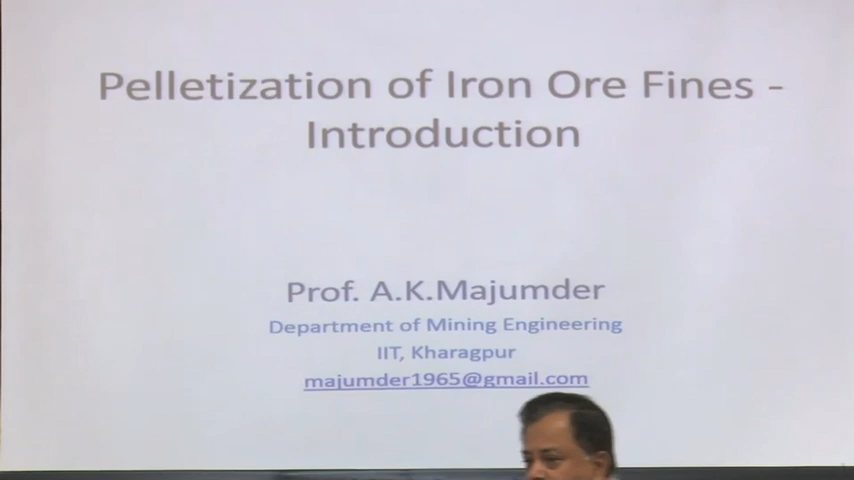 Pelletization of Iron Ore Fines -
Introduction
Prof. A.K.Majumder
Department of Mining Engineering
IIT, Kharagpur
majumder1965@gmail.com